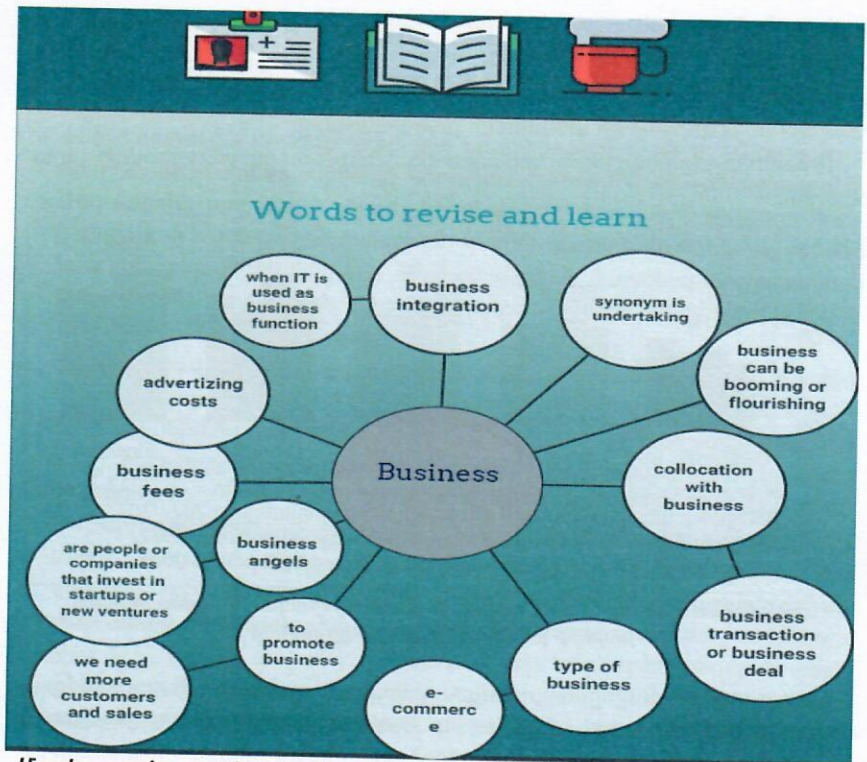 Words to revise and learn
when IT is
used as
business
function
business
integration
synonym is
undertaking
business
can be
booming or
flourishing
advertizing
costs
Business
collocation
with
business
business
fees
business
angels
are people or
companies
that invest in
startups or
new ventures
to
promote
business
we need
more
customers
and sales
type of
business
e-
commerc
e
business
transaction
or business
deal